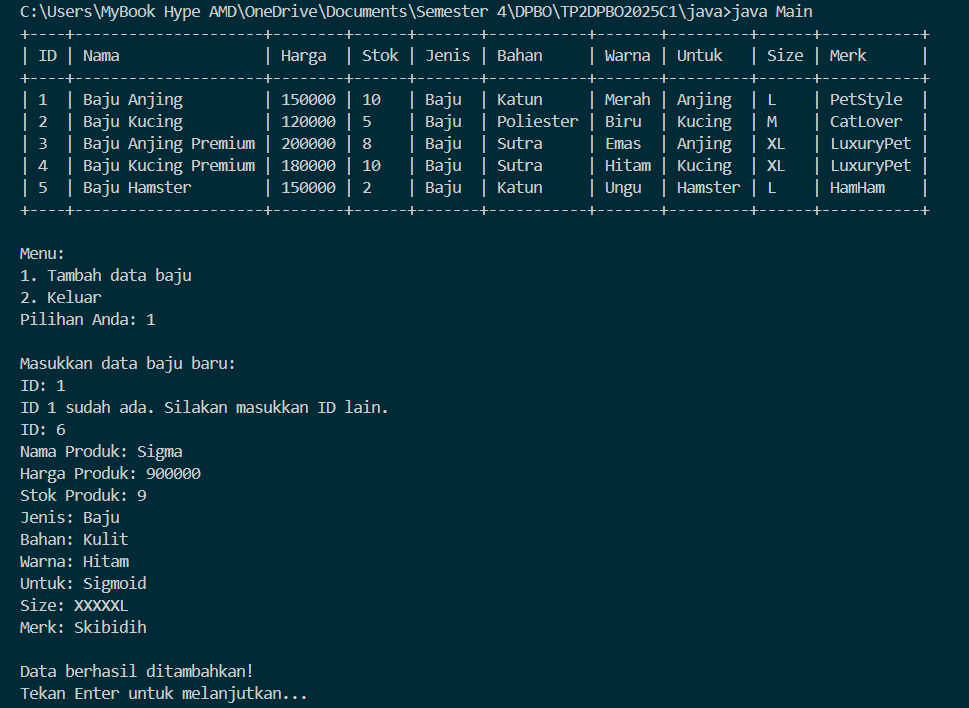 C:\Users\MyBook Hype AMD\OneDrive\Documents\Semester 4\DPBO\TP2DPBO2025C1\java>java Main
+----+---------------------+--------+------+-------+-----------+-------+---------+------+-----------+
| ID | Nama                | Harga  | Stok | Jenis | Bahan     | Warna | Untuk   | Size | Merk      |
+----+---------------------+--------+------+-------+-----------+-------+---------+------+-----------+
| 1  | Baju Anjing         | 150000 | 10   | Baju  | Katun     | Merah | Anjing  | L    | PetStyle  |
| 2  | Baju Kucing         | 120000 | 5    | Baju  | Poliester | Biru  | Kucing  | M    | CatLover  |
| 3  | Baju Anjing Premium | 200000 | 8    | Baju  | Sutra     | Emas  | Anjing  | XL   | LuxuryPet |
| 4  | Baju Kucing Premium | 180000 | 10   | Baju  | Sutra     | Hitam | Kucing  | XL   | LuxuryPet |
| 5  | Baju Hamster        | 150000 | 2    | Baju  | Katun     | Ungu  | Hamster | L    | HamHam    |
+----+---------------------+--------+------+-------+-----------+-------+---------+------+-----------+

Menu:
1. Tambah data baju
2. Keluar
Pilihan Anda: 1

Masukkan data baju baru:
ID: 1
ID 1 sudah ada. Silakan masukkan ID lain.
ID: 6
Nama Produk: Sigma
Harga Produk: 900000
Stok Produk: 9
Jenis: Baju
Bahan: Kulit
Warna: Hitam
Untuk: Sigmoid
Size: XXXXXL
Merk: Skibidih

Data berhasil ditambahkan!
Tekan Enter untuk melanjutkan...